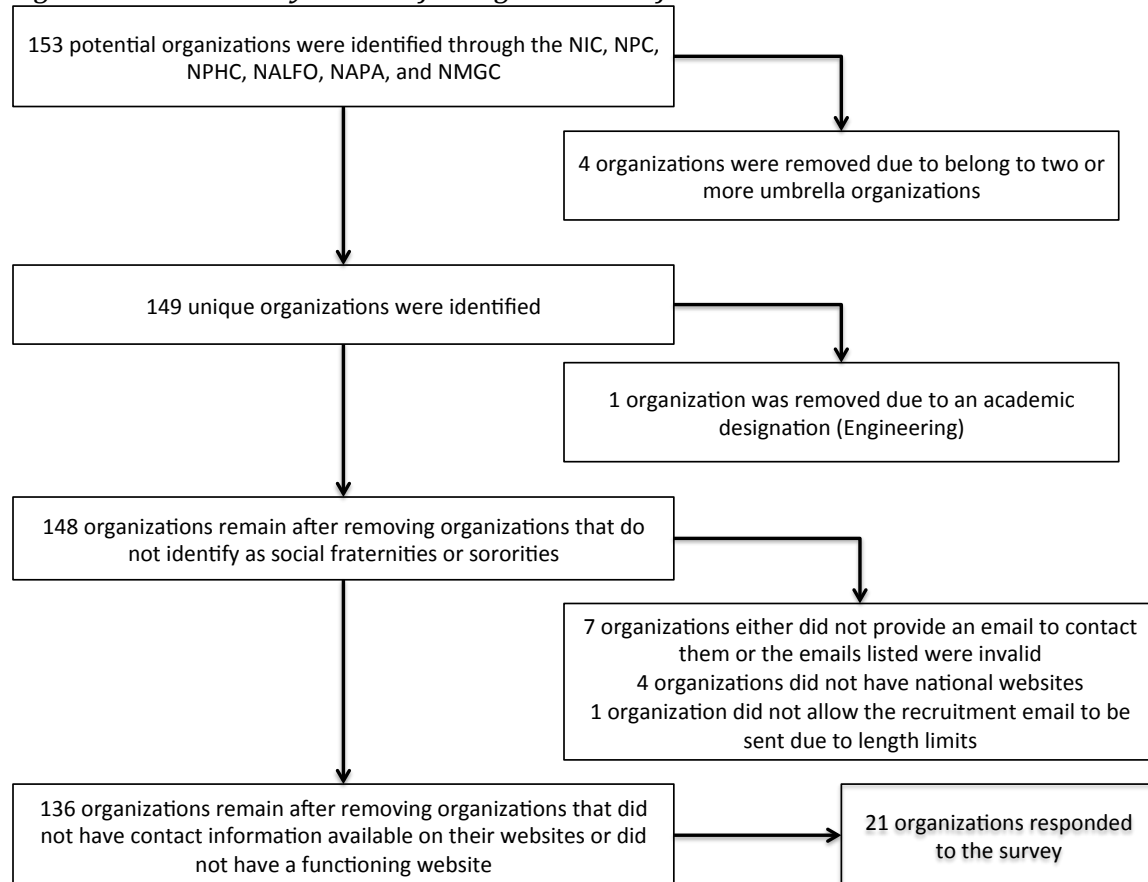 153 potential organizations were identified through the NIC, NPC,
NPHC, NALFO, NAPA, and NMGC
4 organizations were removed due to belong to two or
more umbrella organizations
149 unique organizations were identified
1 organization was removed due to an academic
designation (Engineering)
148 organizations remain after removing organizations that do
not identify as social fraternities or sororities
7 organizations either did not provide an email to contact
them or the emails listed were invalid
4 organizations did not have national websites
1 organization did not allow the recruitment email to be
sent due to length limits
136 organizations remain after removing organizations that did
not have contact information available on their websites or did
not have a functioning website
21 organizations responded
to the survey